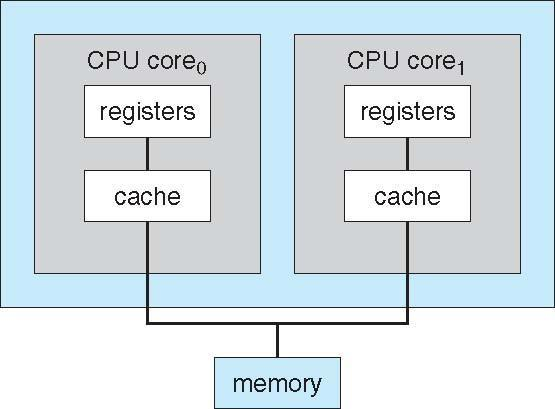 CPU core₀
registers
cache
CPU core₁
registers
cache
memory